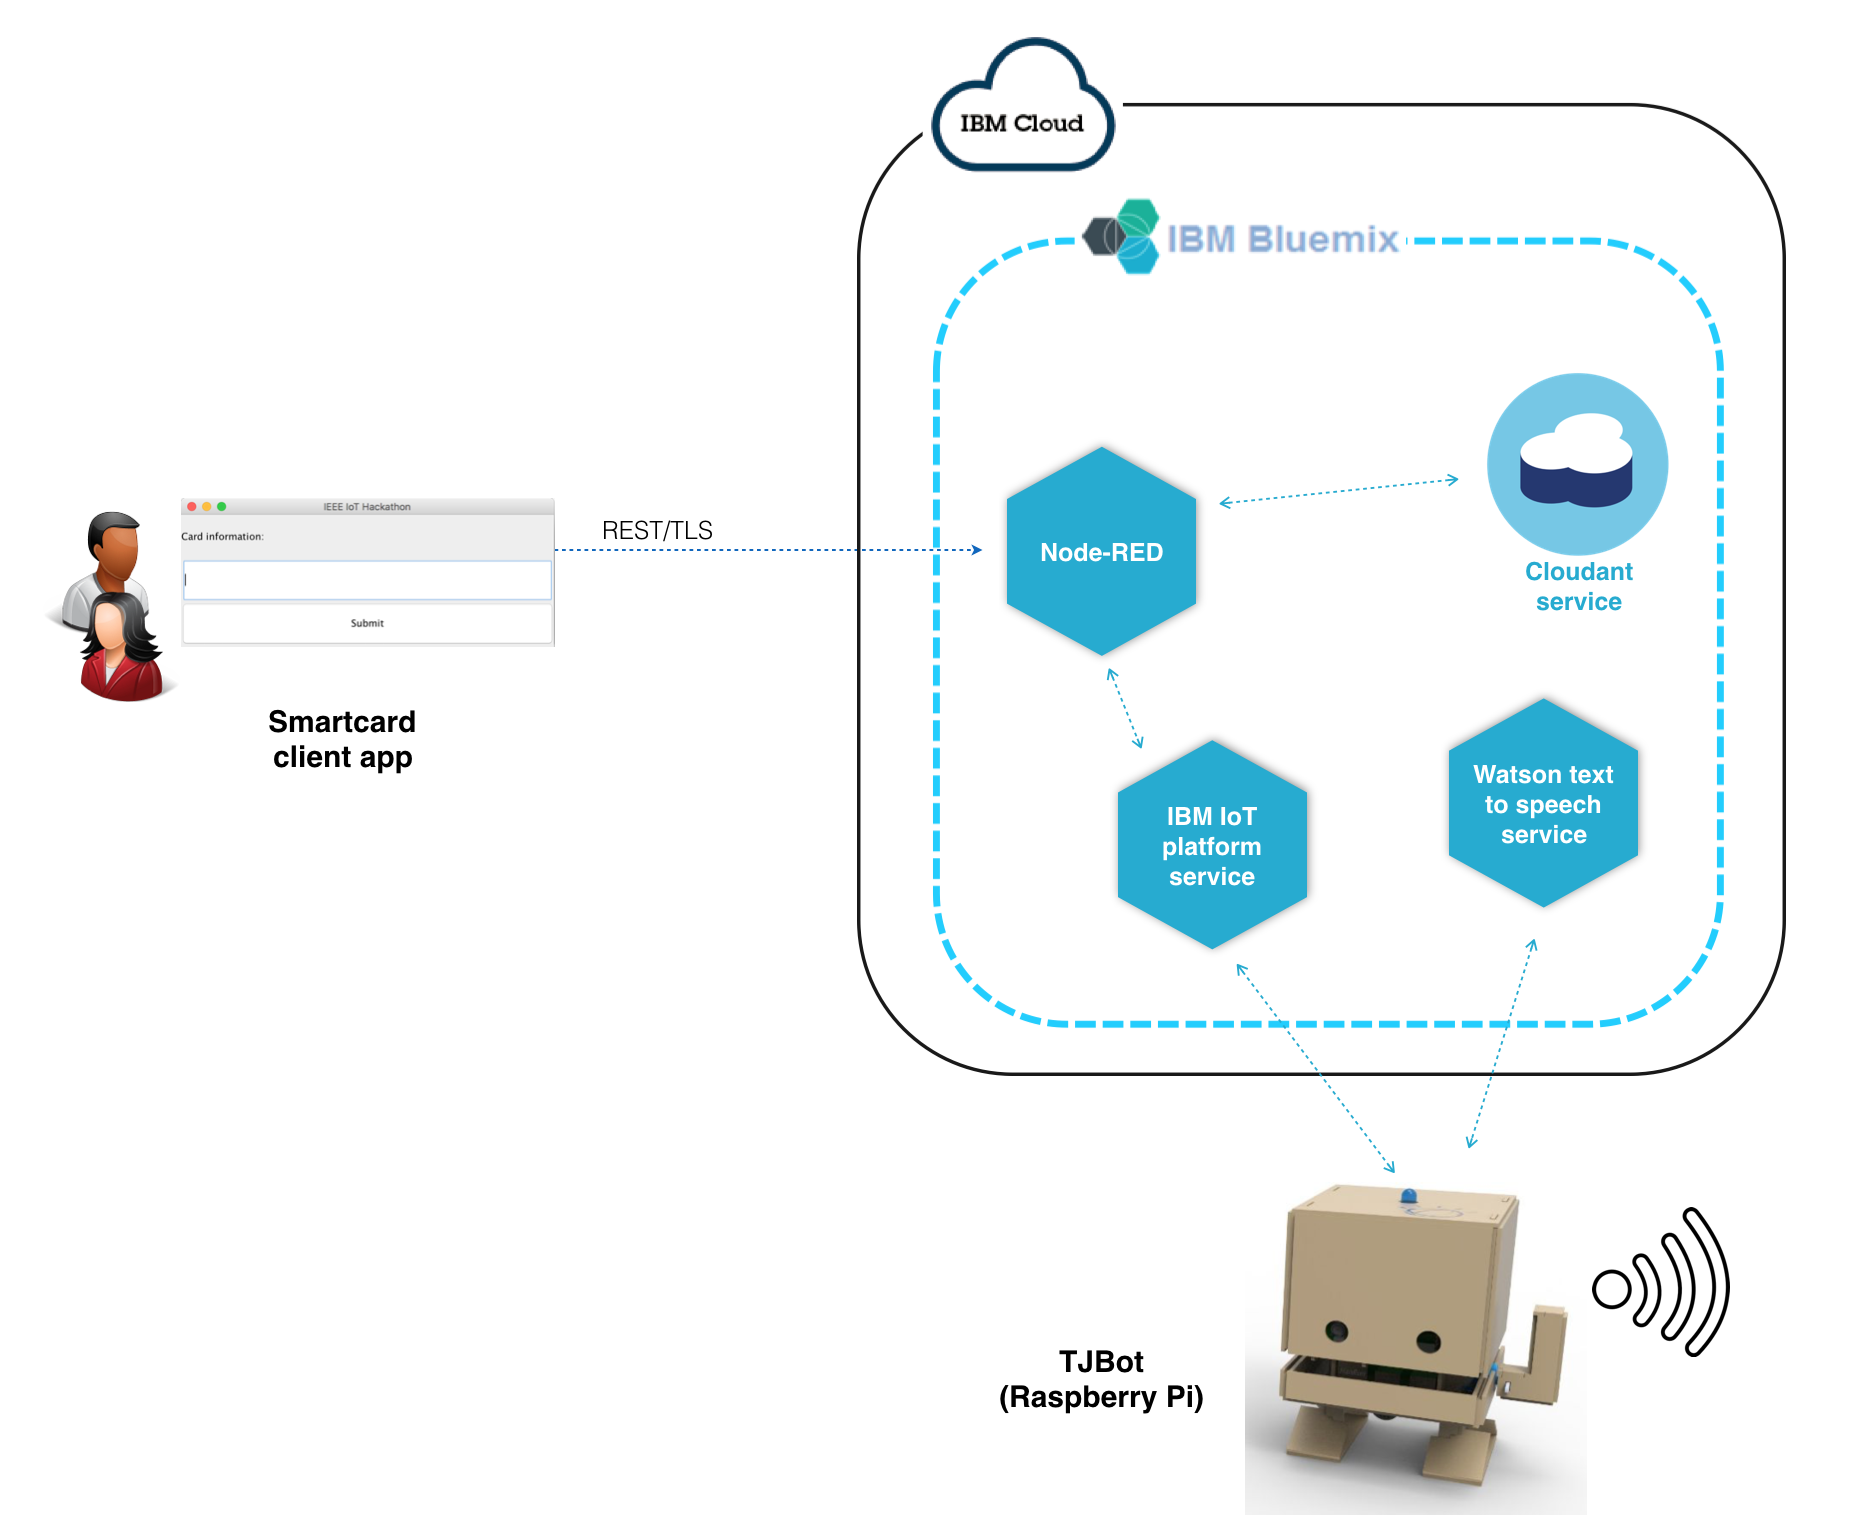 IBM Cloud
IBM Bluemix
IEEE IoT Hackathon
Card information:
Submit
REST/TLS
Smartcard
client app
Node-RED
Cloudant
service
IBM IoT
platform
service
Watson text
to speech
service
TJBot
(Raspberry Pi)